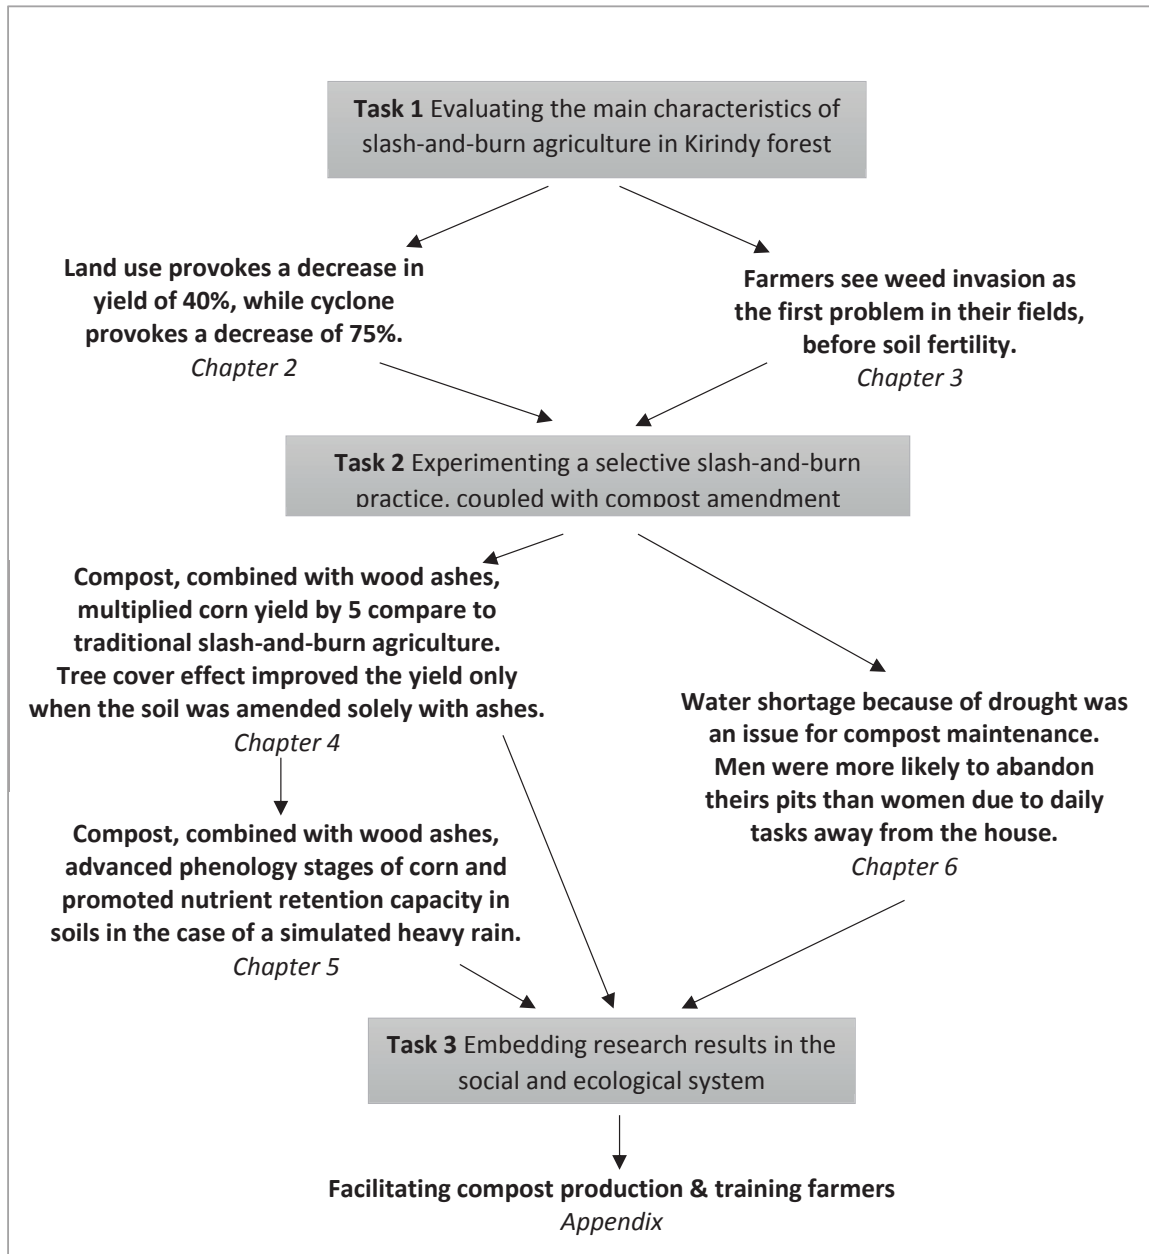 Task 1 Evaluating the main characteristics of
slash-and-burn agriculture in Kirindy forest
Land use provokes a decrease in
yield of 40%, while cyclone
provokes a decrease of 75%.
Chapter 2
Farmers see weed invasion as
the first problem in their fields,
before soil fertility.
Chapter 3
Task 2 Experimenting a selective slash-and-burn
practice, coupled with compost amendment
Compost, combined with wood ashes,
multiplied corn yield by 5 compare to
traditional slash-and-burn agriculture.
Tree cover effect improved the yield only
when the soil was amended solely with ashes.
Chapter 4
Water shortage because of drought was
an issue for compost maintenance.
Men were more likely to abandon
theirs pits than women due to daily
tasks away from the house.
Chapter 6
Compost, combined with wood ashes,
advanced phenology stages of corn and
promoted nutrient retention capacity in
soils in the case of a simulated heavy rain.
Chapter 5
Task 3 Embedding research results in the
social and ecological system
Facilitating compost production & training farmers
Appendix